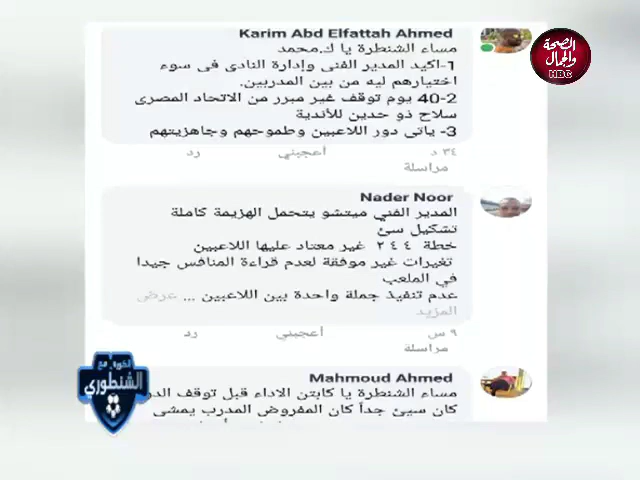 Karim Abd Elfattah Ahmed
مساء الشنطرة يا ك.محمد
1-اكيد المدير الفنى وإدارة النادى فى سوء
اختيارهم ليه من بين المدربين.
2-40 يوم توقف غير مبرر من الاتحاد المصرى
سلاح ذو حدين للأندية
3- ياتى دور اللاعبين وطموحهم وجاهزيتهم
٣٤ د أعجبني رد
مراسلة
Nader Noor
المدير الفني ميتشو يتحمل الهزيمة كاملة
تشكيل سئ
خطة ٢٤٤ غير معتاد عليها اللاعبين
تغيرات غير موفقة لعدم قراءة المنافس جيدا
في الملعب
عدم تنفيذ جملة واحدة بين اللاعبين ... عرض
المزيد
٩ س أعجبني رد
مراسلة
Mahmoud Ahmed
مساء الشنطرة يا كابتن الاداء قبل توقف
كان سيئ جداً كان المفروض المدرب يمشي
الصحة
والجمال
HBG
الكورة مع
الشنطوري